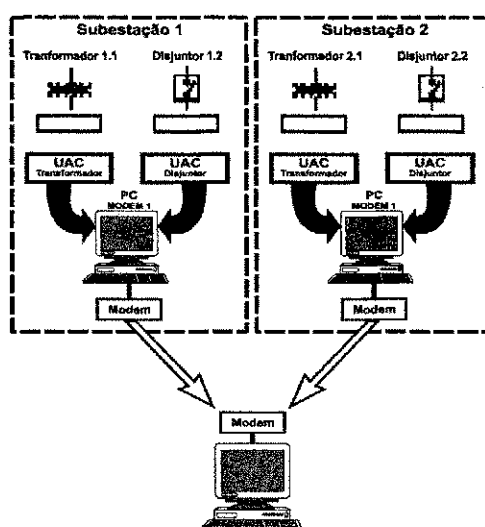 Subestação 1
Tranformador 1.1
Disjuntor 1.2
UAC
Transformador
UAC
Disjuntor
PC
MODEM 1
Modem
Subestação 2
Tranformador 2.1
Disjuntor 2.2
UAC
Transformador
UAC
Disjuntor
PC
MODEM 1
Modem
Modem